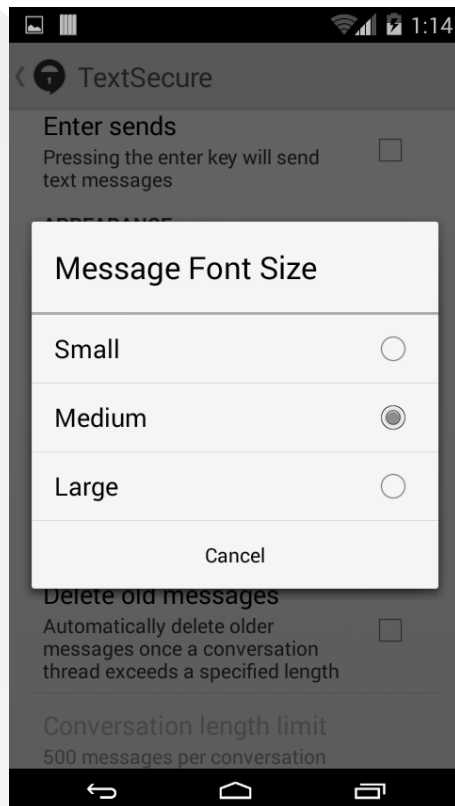 1:14
TextSecure
Enter sends
Pressing the enter key will send
text messages
APPEARANCE
Message Font Size
Small
Medium
Large
Cancel
Delete old messages
Automatically delete older
messages once a conversation
thread exceeds a specified length
Conversation length limit
500 messages per conversation